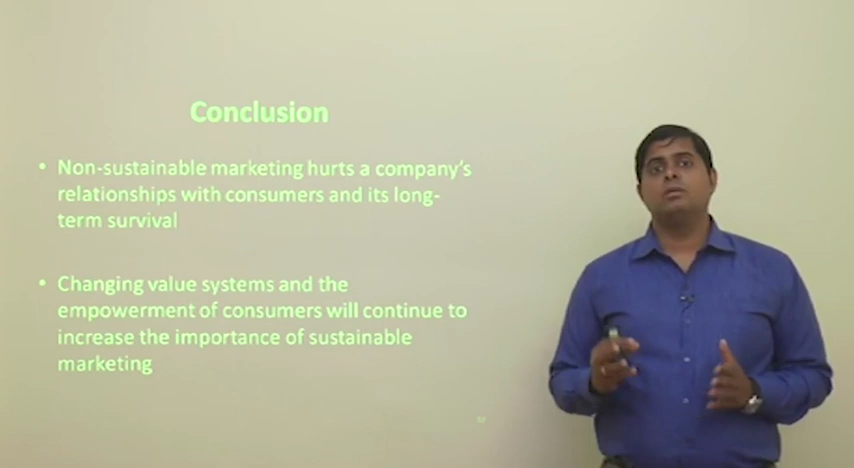 Conclusion
• Non-sustainable marketing hurts a company's
relationships with consumers and its long-
term survival
• Changing value systems and the
empowerment of consumers will continue to
increase the importance of sustainable
marketing